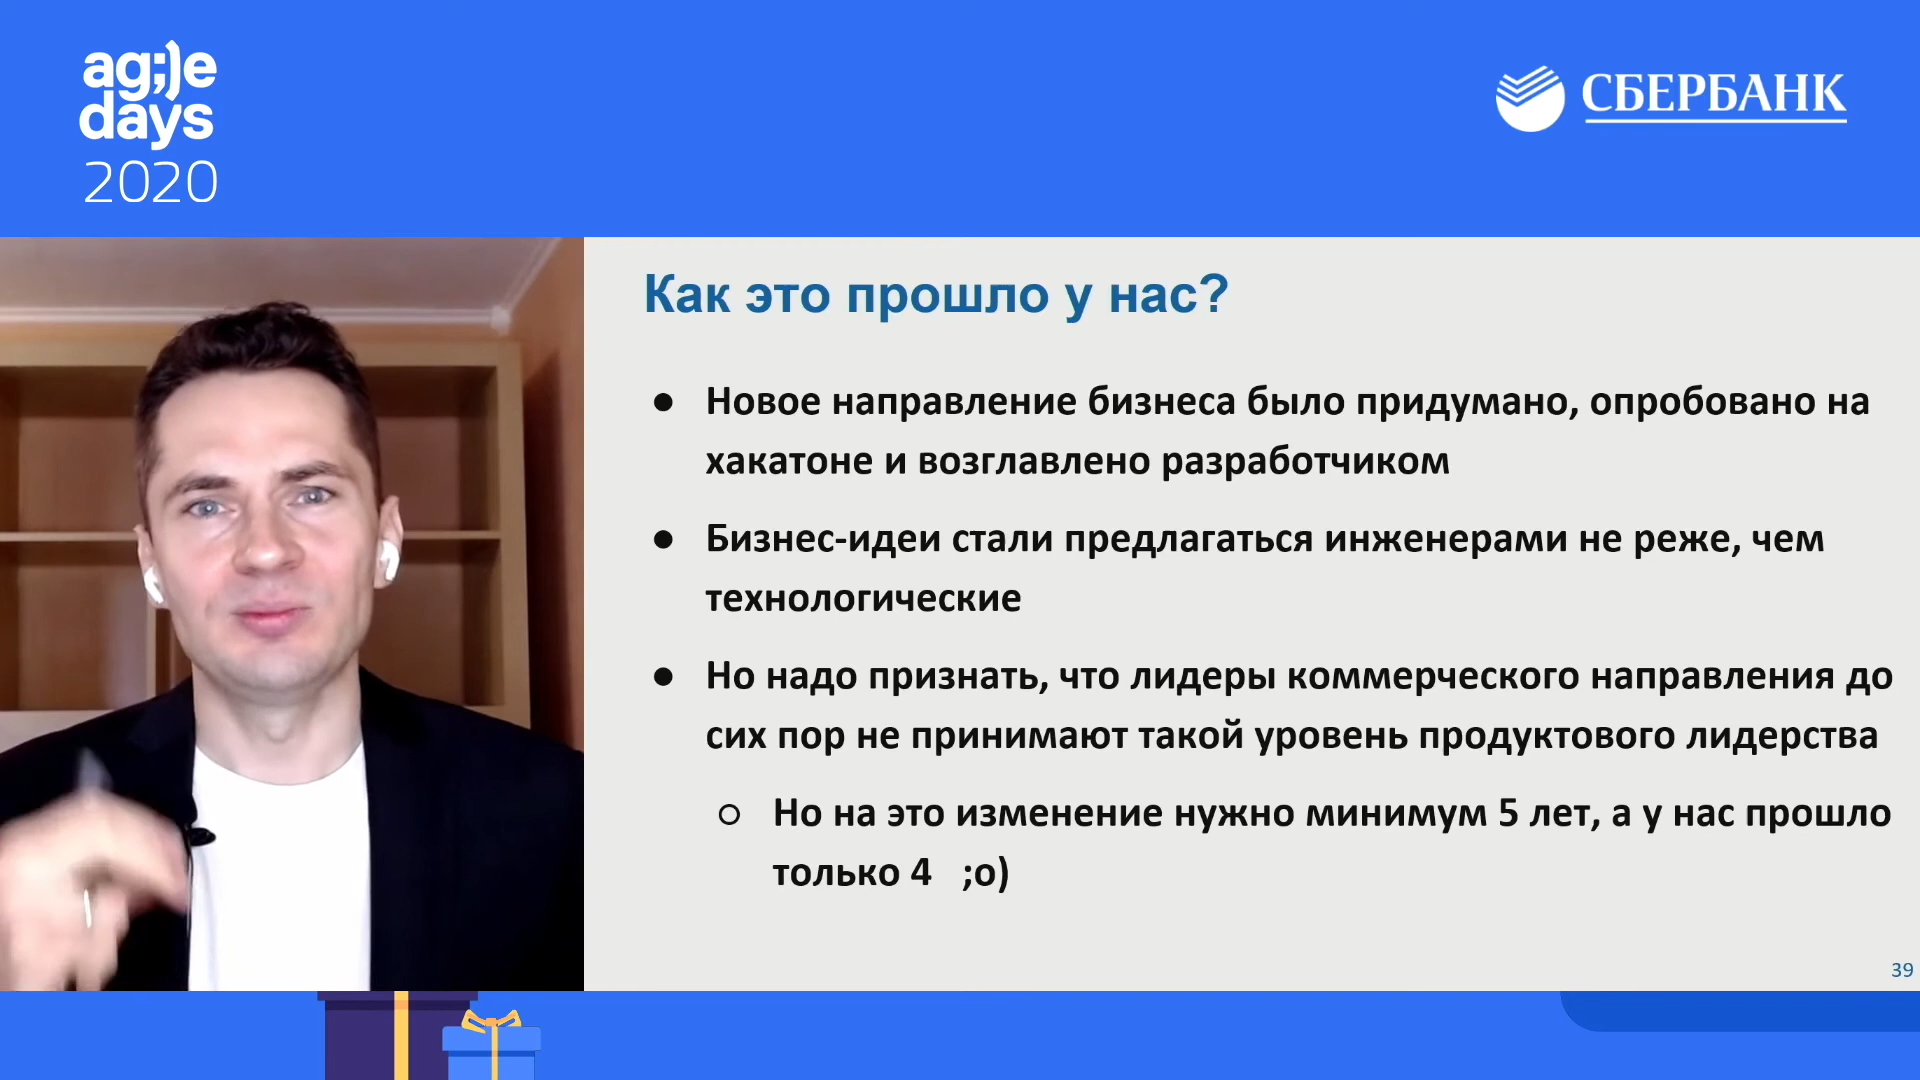 ag;)e
days
2020
СБЕРБАНК
Как это прошло у нас?
● Новое направление бизнеса было придумано, опробовано на
хакатоне и возглавлено разработчиком
● Бизнес-идеи стали предлагаться инженерами не реже, чем
технологические
● Но надо признать, что лидеры коммерческого направления до
сих пор не принимают такой уровень продуктового лидерства
○ Но на это изменение нужно минимум 5 лет, а у нас прошло
только 4 ;о)
39